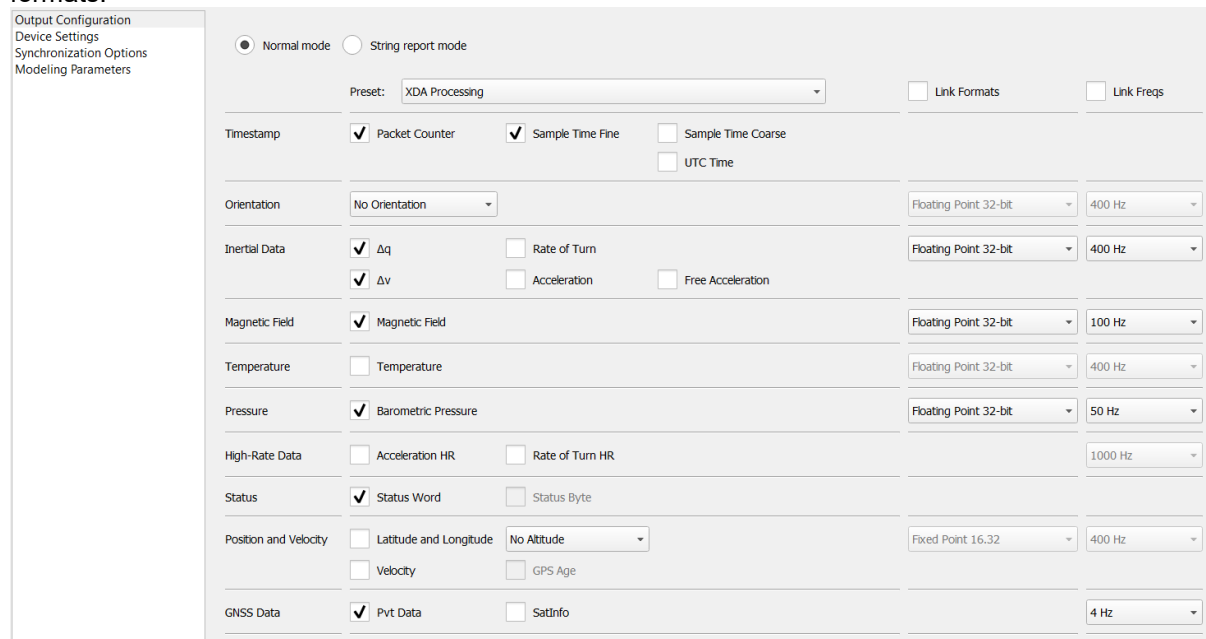 formats.
Output Configuration
Device Settings
Synchronization Options
Modeling Parameters
Normal mode String report mode
Preset: XDA Processing Link Formats Link Freqs
Timestamp Packet Counter Sample Time Fine Sample Time Coarse
UTC Time
Orientation No Orientation Floating Point 32-bit 400 Hz
Inertial Data Δq Rate of Turn Floating Point 32-bit 400 Hz
Δv Acceleration Free Acceleration
Magnetic Field Magnetic Field Floating Point 32-bit 100 Hz
Temperature Temperature Floating Point 32-bit 400 Hz
Pressure Barometric Pressure Floating Point 32-bit 50 Hz
High-Rate Data Acceleration HR Rate of Turn HR 1000 Hz
Status Status Word Status Byte
Position and Velocity Latitude and Longitude No Altitude Fixed Point 16.32 400 Hz
Velocity GPS Age
GNSS Data Pvt Data SatInfo 4 Hz